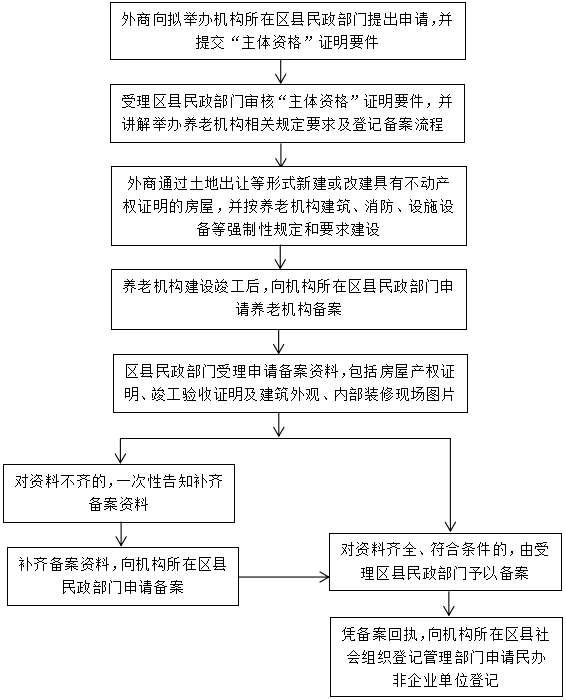 外商向拟举办机构所在区县民政部门提出申请,并
提交“主体资格”证明要件
受理区县民政部门审核“主体资格”证明要件,并
讲解举办养老机构相关规定要求及登记备案流程
外商通过土地出让等形式新建或改建具有不动产
权证明的房屋,并按养老机构建筑、消防、设施设
备等强制性规定和要求建设
养老机构建设竣工后,向机构所在区县民政部门申
请养老机构备案
区县民政部门受理申请备案资料,包括房屋产权证
明、竣工验收证明及建筑外观、内部装修现场图片
对资料不齐的,一次性告知补齐
备案资料
补齐备案资料,向机构所在区县
民政部门申请备案
对资料齐全、符合条件的,由受
理区县民政部门予以备案
凭备案回执,向机构所在区县社
会组织登记管理部门申请民办
非企业单位登记